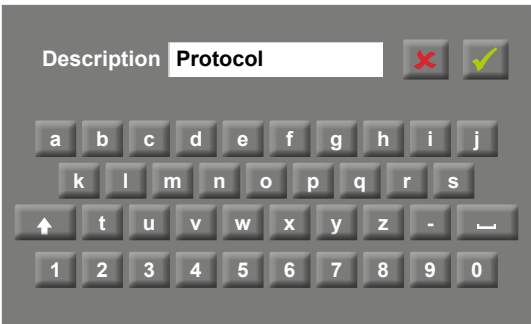 Description Protocol
a b c d e f g h i j
k l m n o p q r s
t u v w x y z -
1 2 3 4 5 6 7 8 9 0